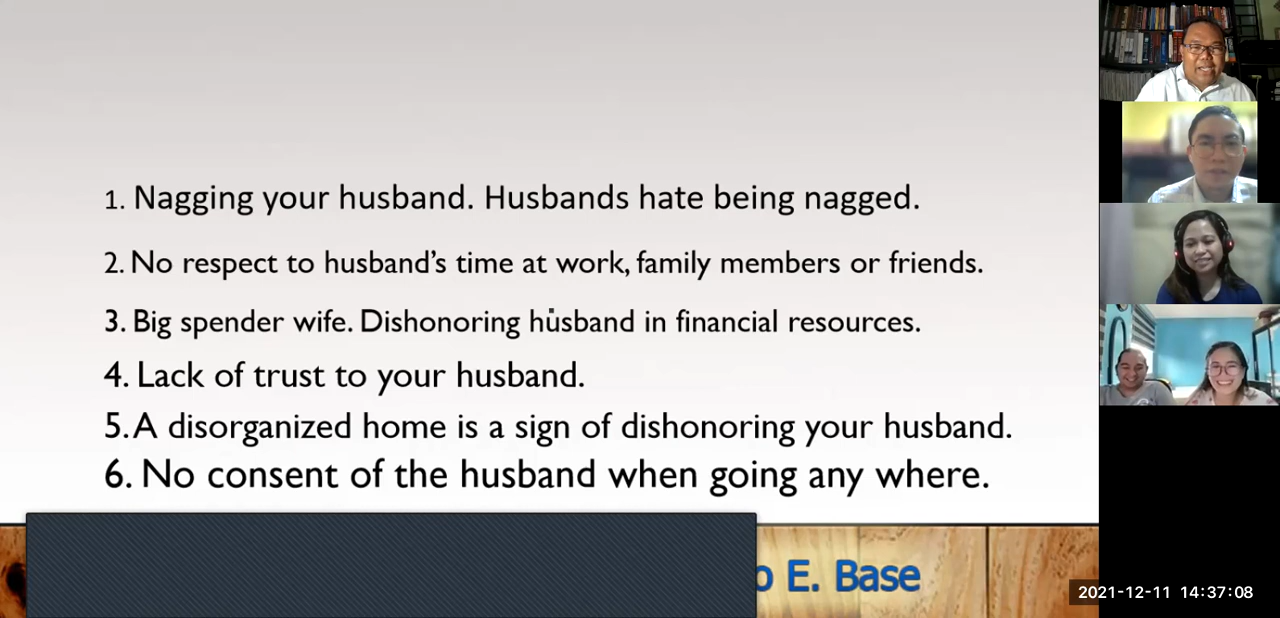 1. Nagging your husband. Husbands hate being nagged.
2. No respect to husband’s time at work, family members or friends.
3. Big spender wife. Dishonoring husband in financial resources.
4. Lack of trust to your husband.
5. A disorganized home is a sign of dishonoring your husband.
6. No consent of the husband when going any where.
o E. Base
2021-12-11 14:37:08